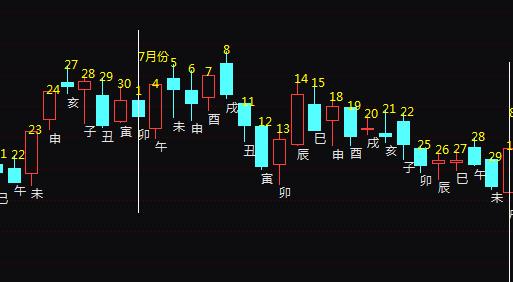 7月份
22 午
23 未
24 申
27 亥
28 子
29 丑
30 寅
1 卯
4 午
5 未
6 申
7 酉
8 戌
11 丑
12 寅
13 卯
14 辰
15 巳
18 申
19 酉
20 戌
21 亥
22 子
25 卯
26 辰
27 巳
28 午
29 未